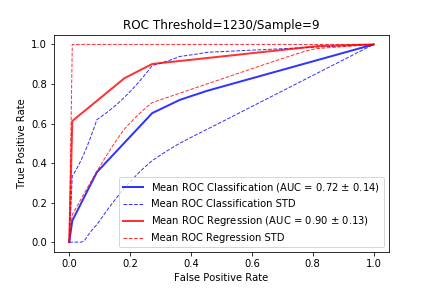 ROC Threshold=1230/Sample=9
True Positive Rate
1.0
0.8
0.6
0.4
0.2
0.0
Mean ROC Classification (AUC = 0.72 ± 0.14)
Mean ROC Classification STD
Mean ROC Regression (AUC = 0.90 ± 0.13)
Mean ROC Regression STD
0.0 0.2 0.4 0.6 0.8 1.0
False Positive Rate